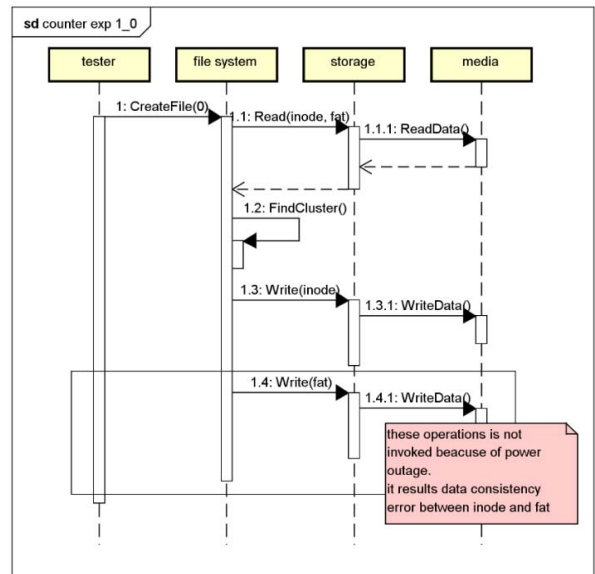 sd counter exp 1_0
tester
file system
storage
media
1: CreateFile(0)
1.1: Read(inode, fat)
1.1.1: ReadData()
1.2: FindCluster()
1.3: Write(inode)
1.3.1: WriteData()
1.4: Write(fat)
1.4.1: WriteData()
these operations is not
invoked beacuse of power
outage.
it results data consistency
error between inode and fat